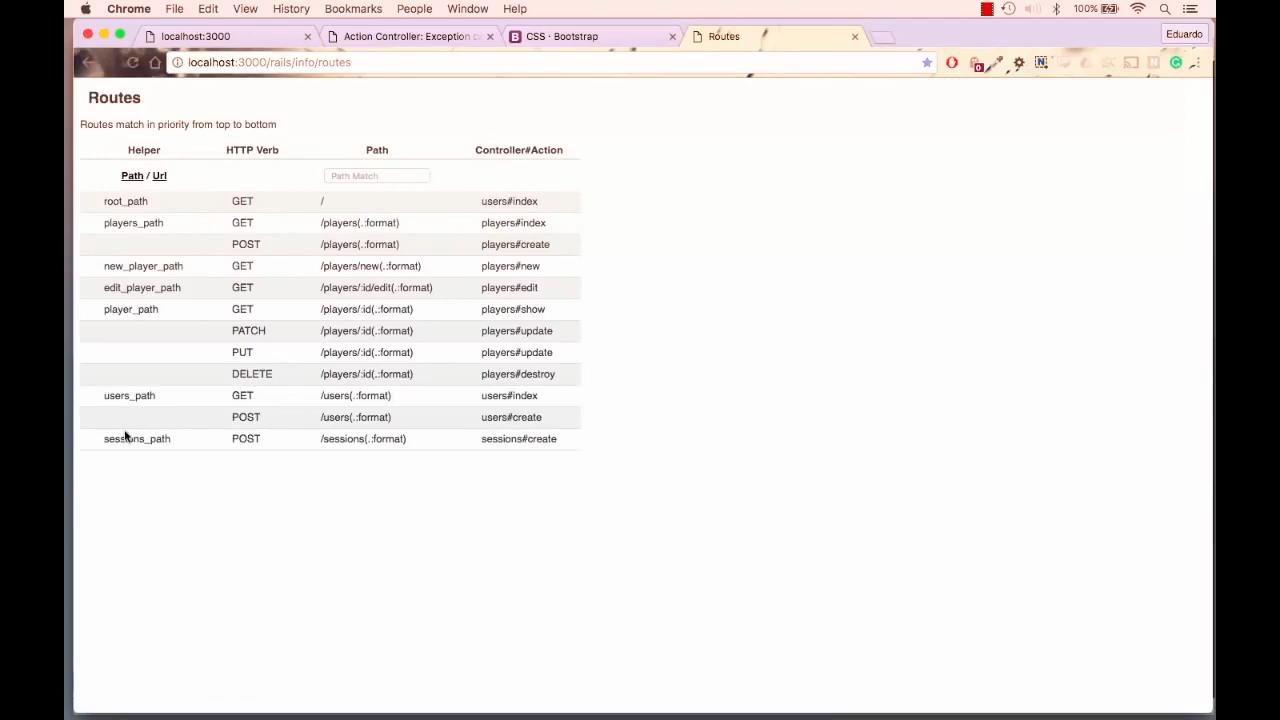 Chrome File Edit View History Bookmarks People Window Help 100%
localhost:3000 Action Controller: Exception CSS · Bootstrap Routes Eduardo
localhost:3000/rails/info/routes
Routes
Routes match in priority from top to bottom
Helper HTTP Verb Path Controller#Action
Path / Url Path Match
root_path GET / users#index
players_path GET /players(.:format) players#index
POST /players(.:format) players#create
new_player_path GET /players/new(.:format) players#new
edit_player_path GET /players/:id/edit(.:format) players#edit
player_path GET /players/:id(.:format) players#show
PATCH /players/:id(.:format) players#update
PUT /players/:id(.:format) players#update
DELETE /players/:id(.:format) players#destroy
users_path GET /users(.:format) users#index
POST /users(.:format) users#create
sessions_path POST /sessions(.:format) sessions#create